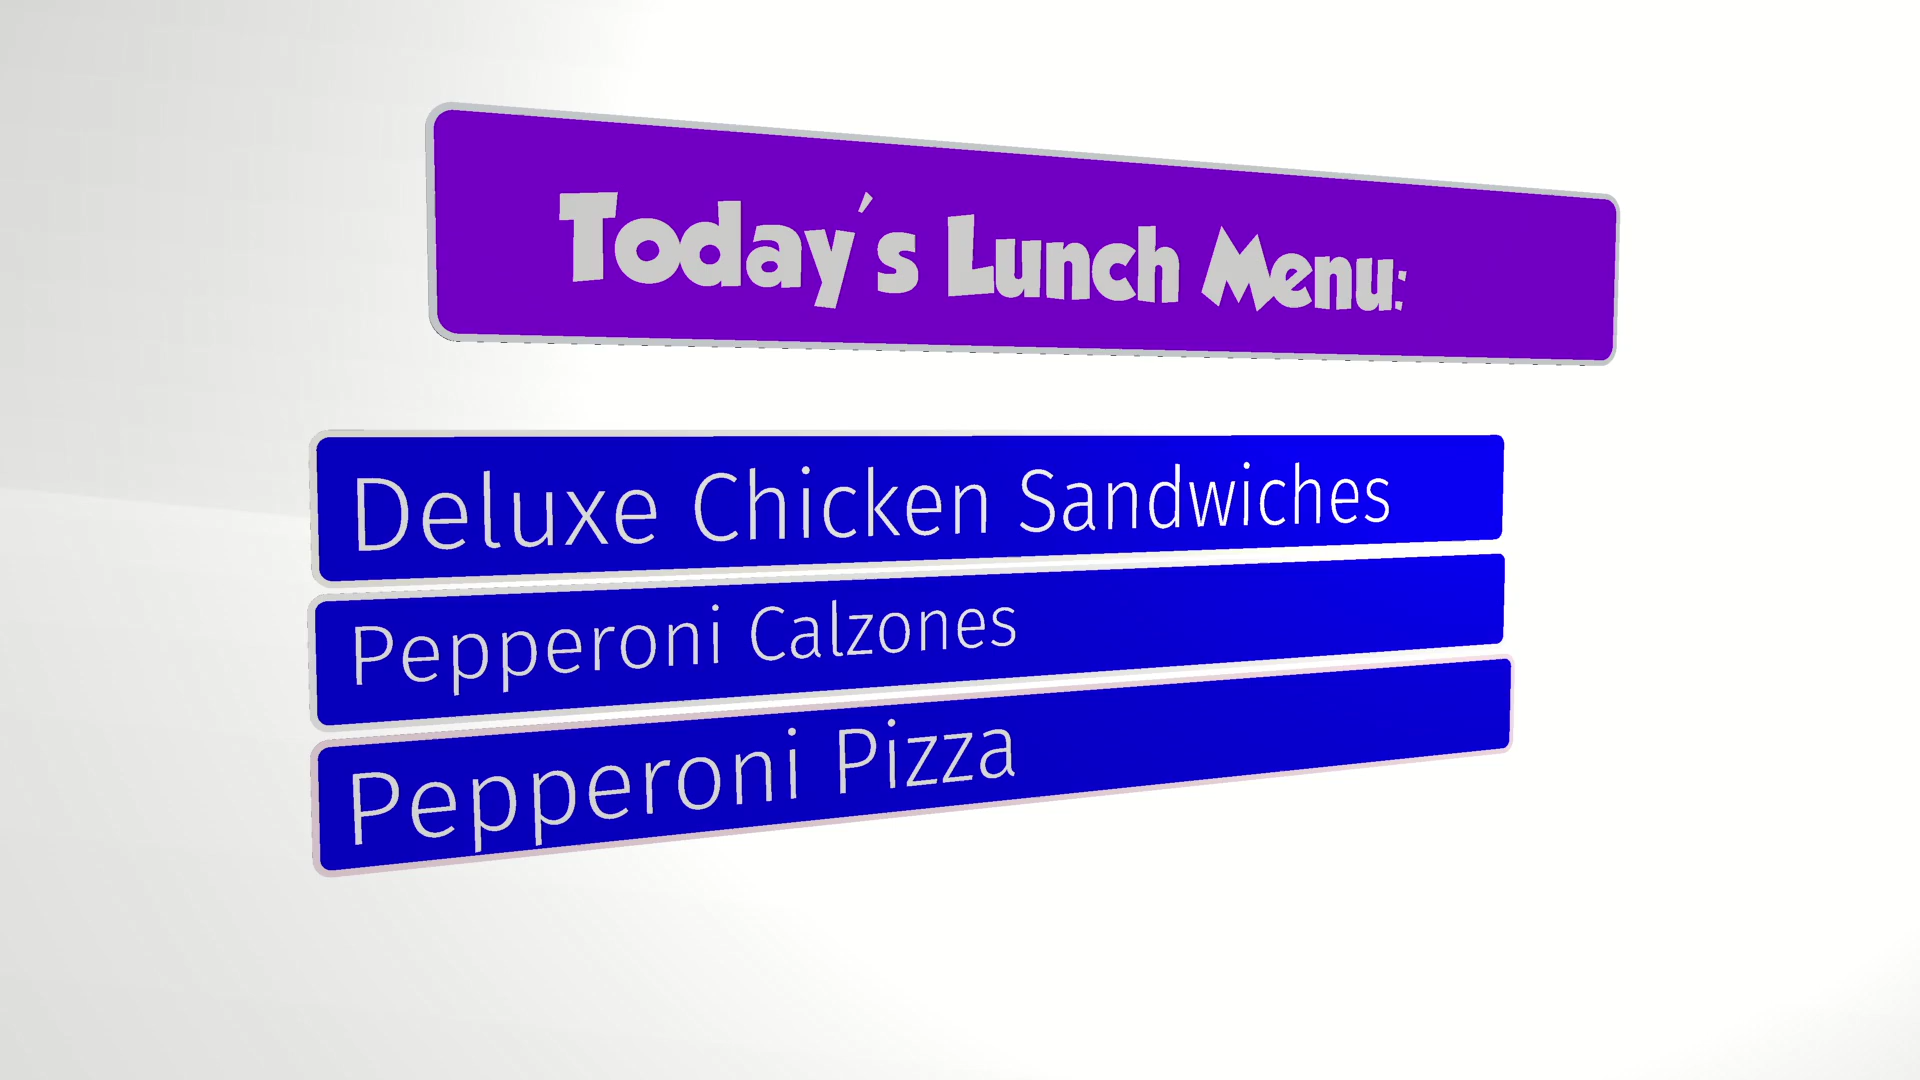 Today's Lunch Menu:
Deluxe Chicken Sandwiches
Pepperoni Calzones
Pepperoni Pizza